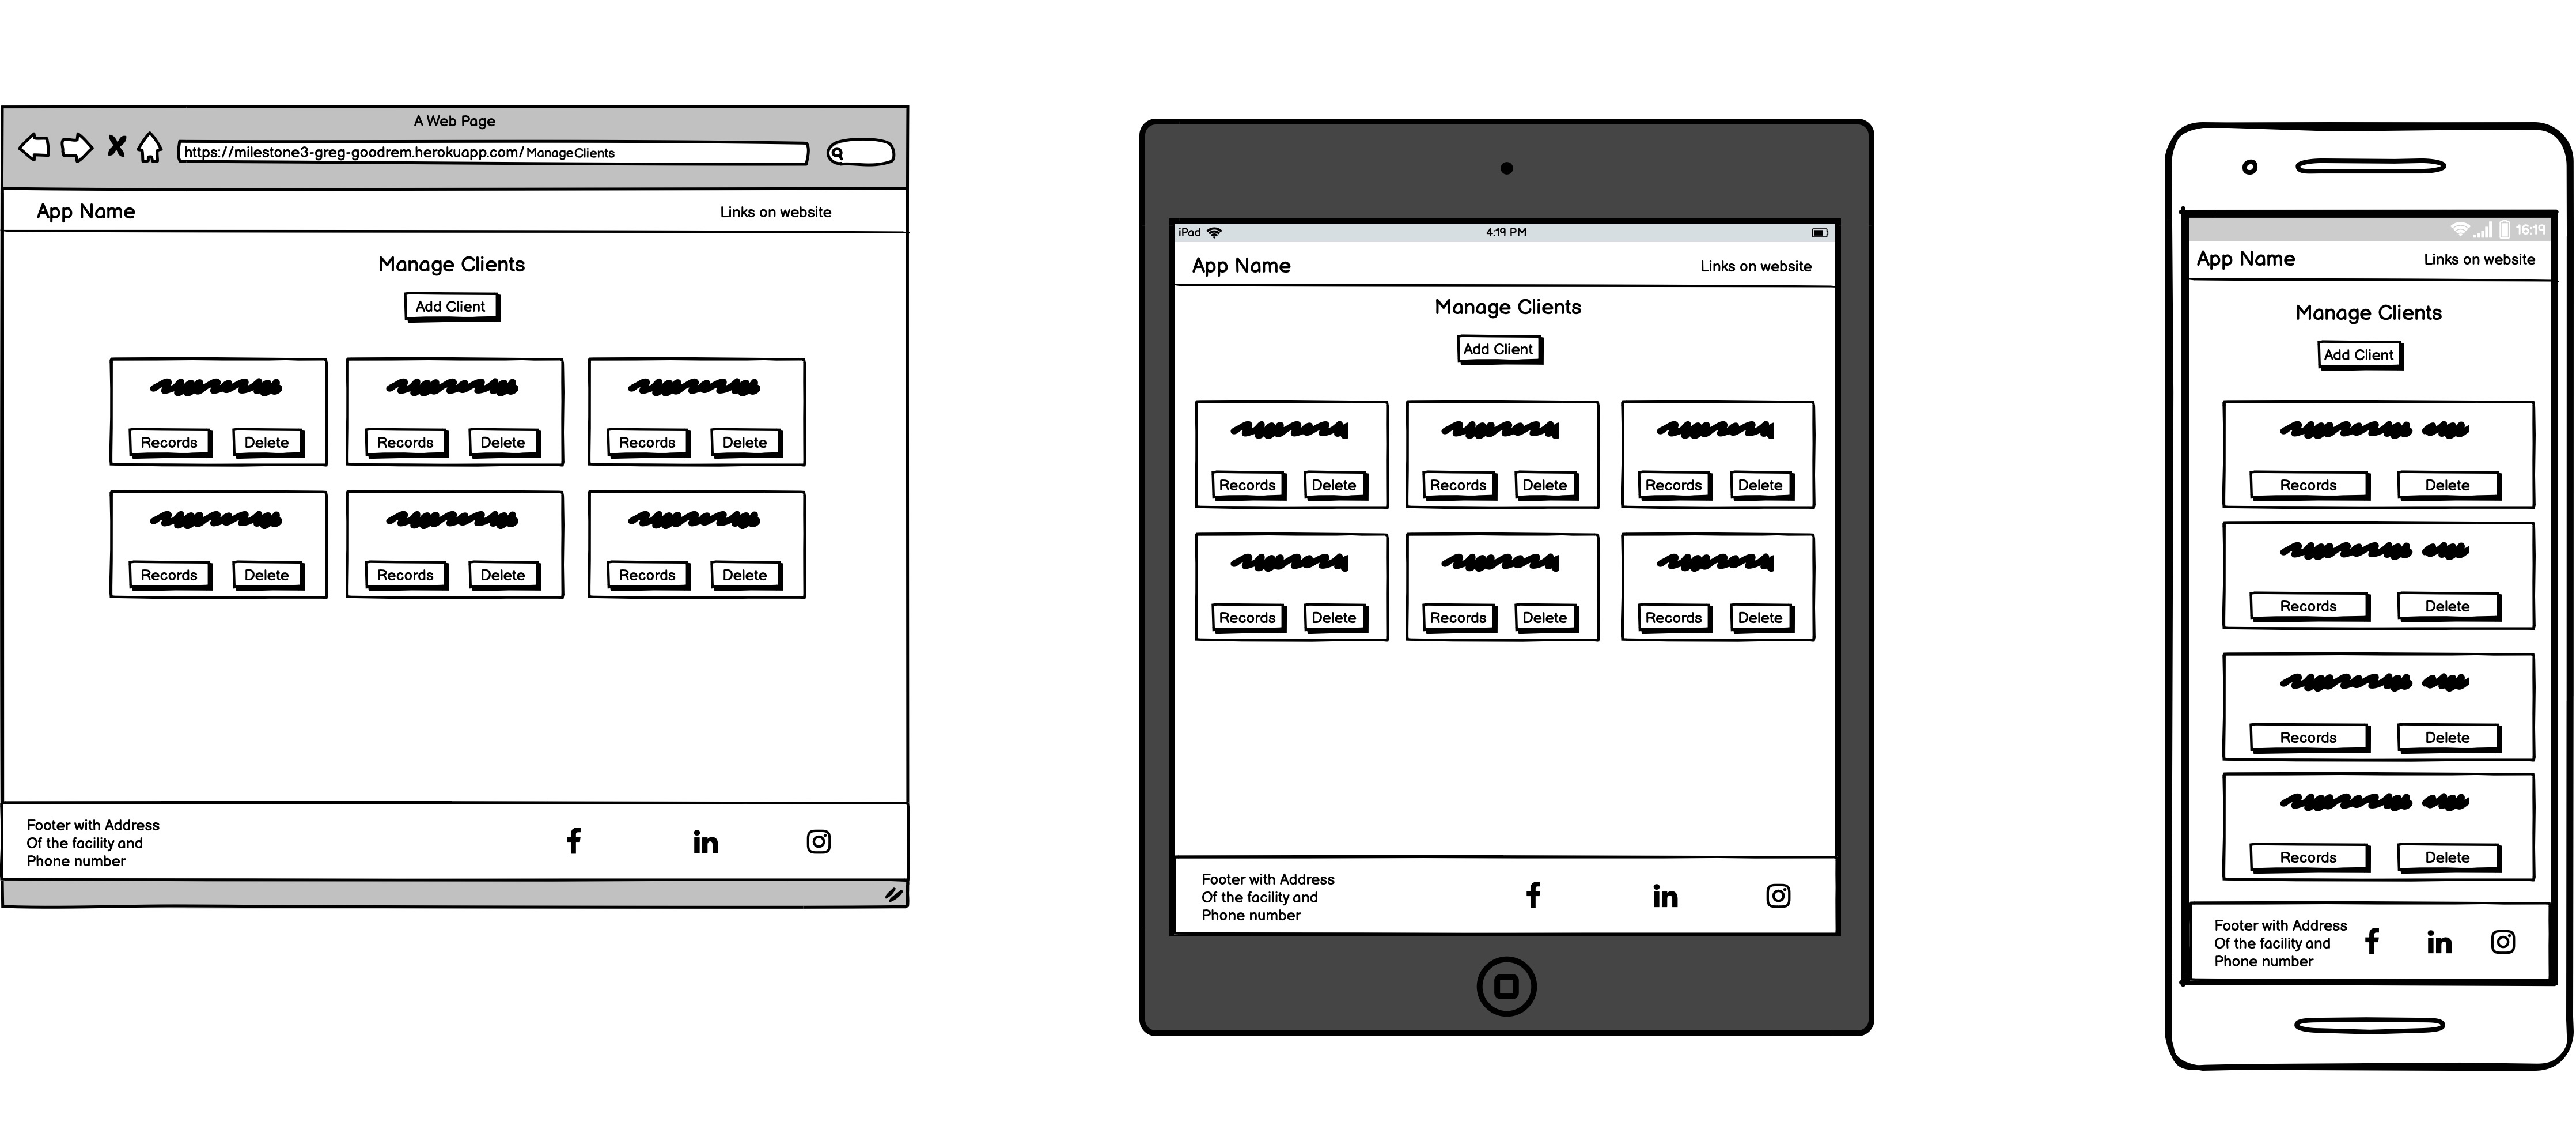 A Web Page
https://milestone3-greg-goodrem.herokuapp.com/ManageClients
App Name
Links on website
Manage Clients
Add Client
Records Delete Records Delete Records Delete
Records Delete Records Delete Records Delete
Footer with Address
Of the facility and
Phone number
f
in
iPad
4:19 PM
App Name
Links on website
Manage Clients
Add Client
Records Delete Records Delete Records Delete
Records Delete Records Delete Records Delete
Footer with Address
Of the facility and
Phone number
f
in
16:19
App Name
Links on website
Manage Clients
Add Client
Records Delete
Records Delete
Records Delete
Records Delete
Footer with Address
Of the facility and
Phone number
f
in